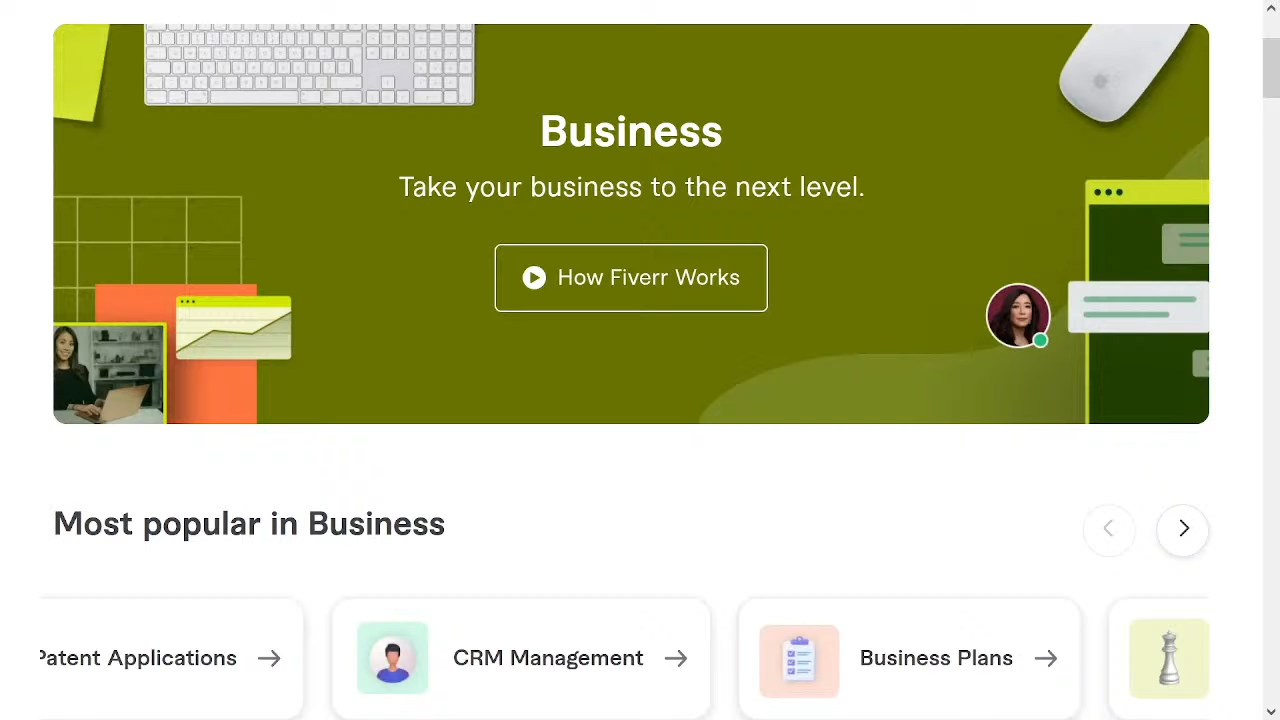 Business
Take your business to the next level.
How Fiverr Works
Most popular in Business
Patent Applications
CRM Management
Business Plans